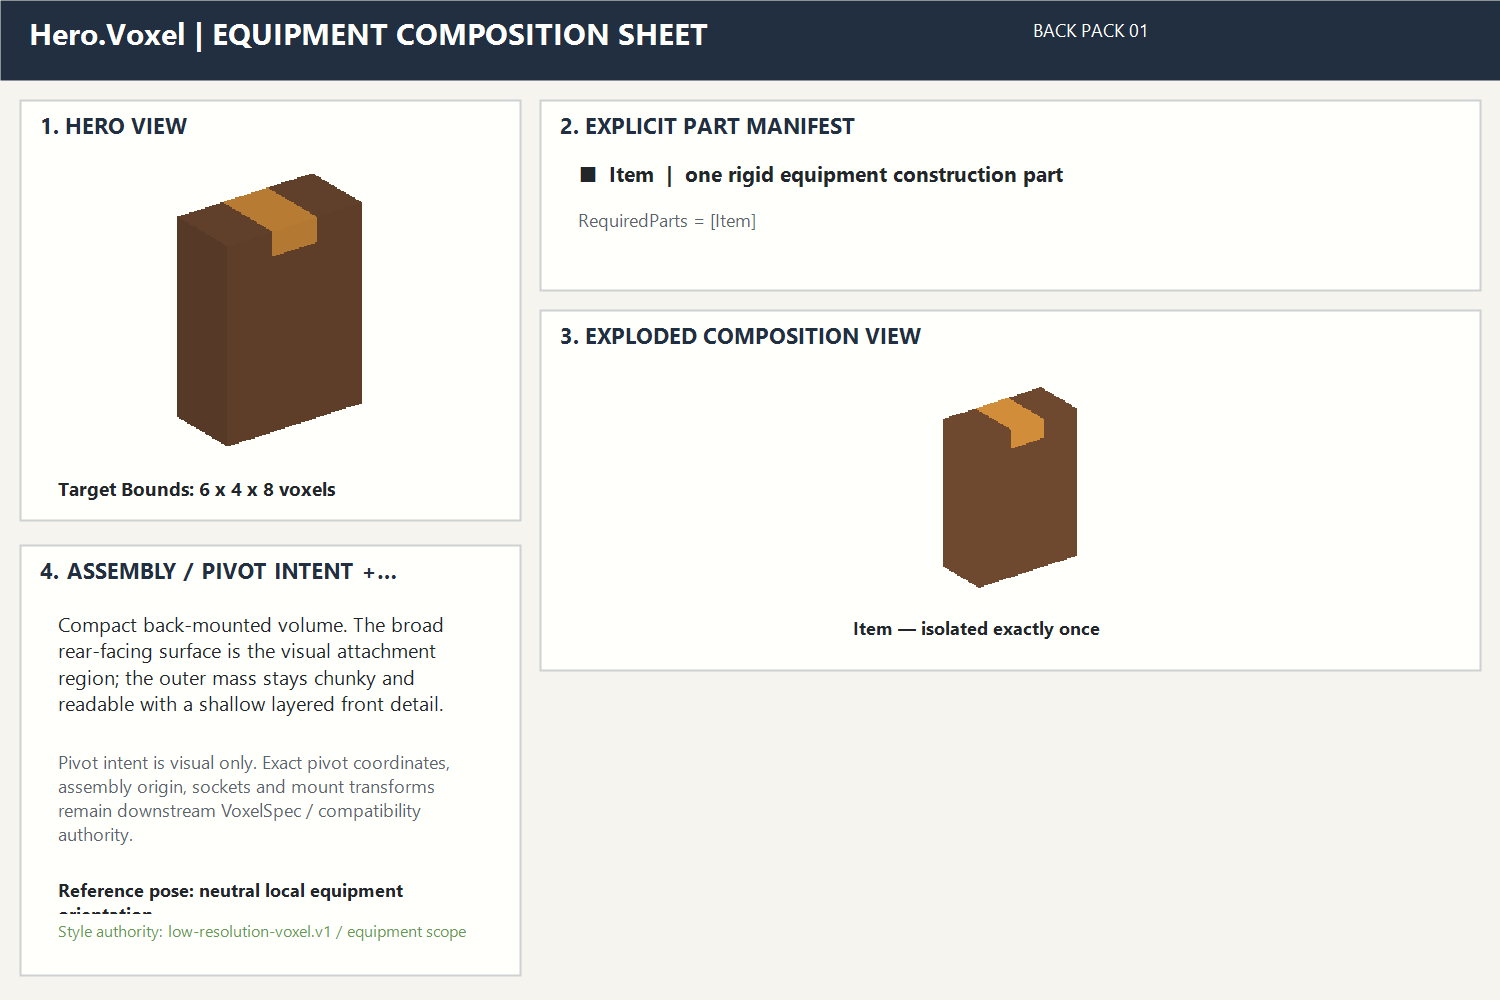 Hero.Voxel | EQUIPMENT COMPOSITION SHEET
BACK PACK 01
1. HERO VIEW
Target Bounds: 6 x 4 x 8 voxels
2. EXPLICIT PART MANIFEST
■ Item | one rigid equipment construction part
RequiredParts = [Item]
3. EXPLODED COMPOSITION VIEW
Item — isolated exactly once
4. ASSEMBLY / PIVOT INTENT +...
Compact back-mounted volume. The broad
rear-facing surface is the visual attachment
region; the outer mass stays chunky and
readable with a shallow layered front detail.
Pivot intent is visual only. Exact pivot coordinates,
assembly origin, sockets and mount transforms
remain downstream VoxelSpec / compatibility
authority.
Reference pose: neutral local equipment
orientation
Style authority: low-resolution-voxel.v1 / equipment scope